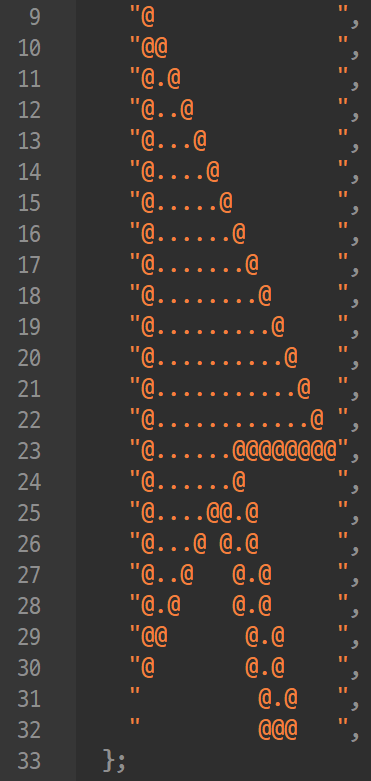 9 "@              ",
10 "@@             ",
11 "@.@            ",
12 "@..@           ",
13 "@...@          ",
14 "@....@         ",
15 "@.....@        ",
16 "@......@       ",
17 "@.......@      ",
18 "@........@     ",
19 "@.........@    ",
20 "@..........@   ",
21 "@...........@  ",
22 "@............@ ",
23 "@......@@@@@@@@",
24 "@......@       ",
25 "@....@@.@      ",
26 "@...@ @.@      ",
27 "@..@   @.@     ",
28 "@.@    @.@     ",
29 "@@      @.@    ",
30 "@       @.@    ",
31 "         @.@   ",
32 "         @@@   ",
33 };